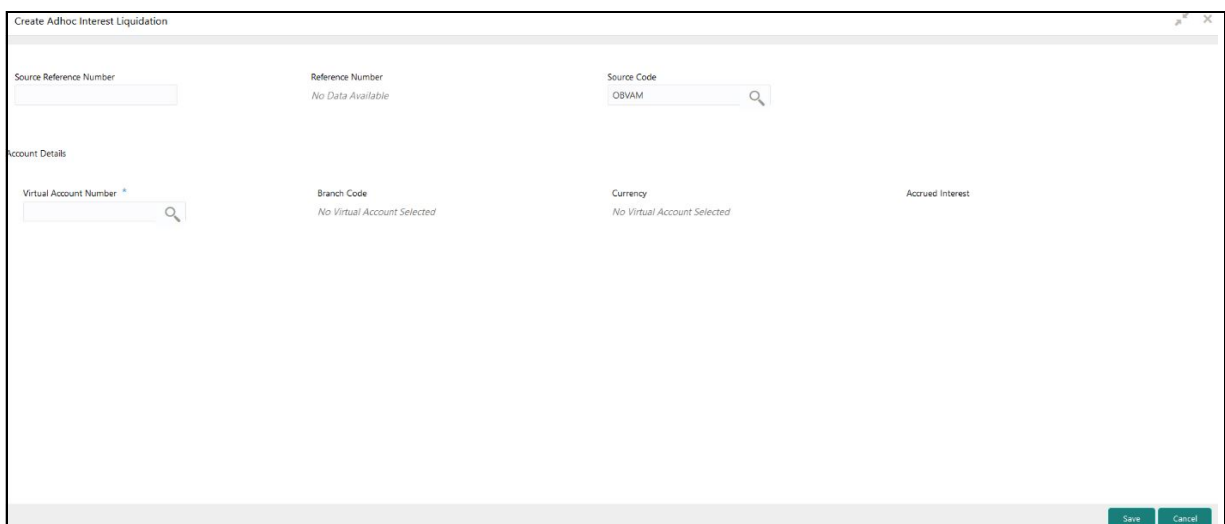 Create Adhoc Interest Liquidation
Source Reference Number
Reference Number
Source Code
No Data Available
OBVAM
Account Details
Virtual Account Number *
Branch Code
Currency
Accrued Interest
No Virtual Account Selected
No Virtual Account Selected
Save
Cancel